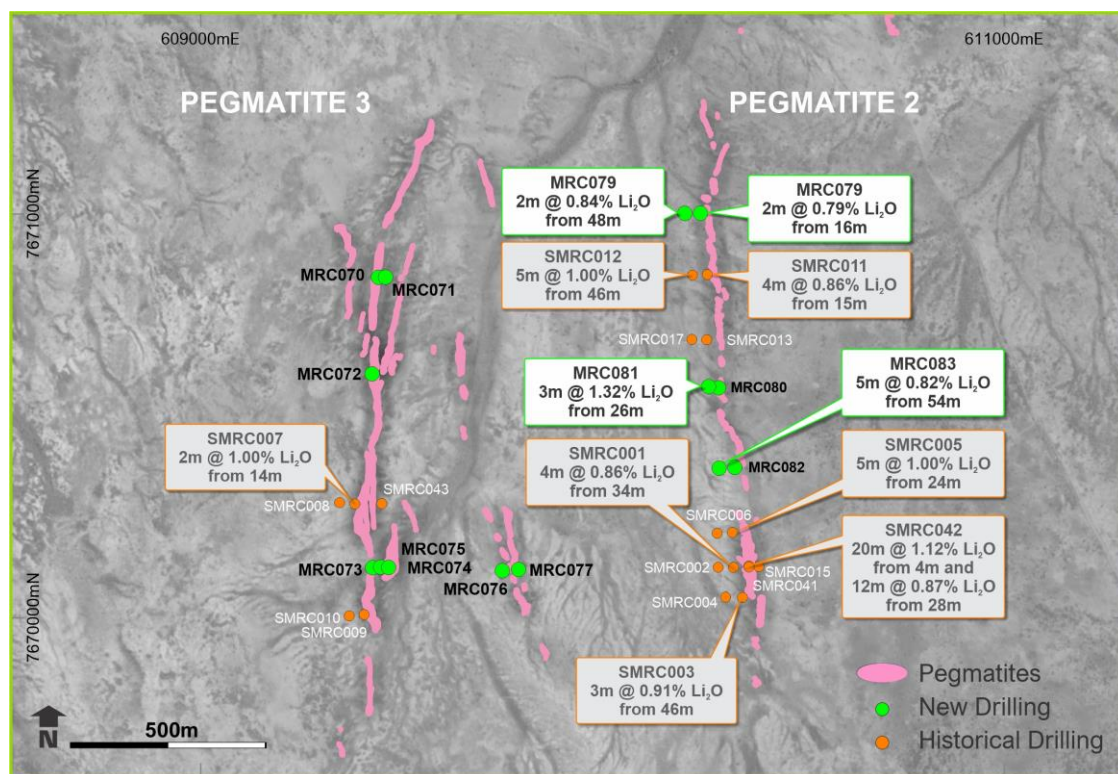 609000mE
611000mE
PEGMATITE 3
PEGMATITE 2
7671000mN
7670000mN
MRC079
2m @ 0.84% Li₂O
from 48m
MRC079
2m @ 0.79% Li₂O
from 16m
SMRC012
5m @ 1.00% Li₂O
from 46m
SMRC011
4m @ 0.86% Li₂O
from 15m
MRC070
MRC071
SMRC017
SMRC013
MRC072
MRC081
3m @ 1.32% Li₂O
from 26m
MRC080
MRC083
5m @ 0.82% Li₂O
from 54m
SMRC007
2m @ 1.00% Li₂O
from 14m
SMRC001
4m @ 0.86% Li₂O
from 34m
MRC082
SMRC005
5m @ 1.00% Li₂O
from 24m
SMRC008
SMRC043
SMRC006
SMRC042
20m @ 1.12% Li₂O
from 4m and
12m @ 0.87% Li₂O
from 28m
MRC075
MRC073
MRC074
MRC076
MRC077
SMRC002
SMRC015
SMRC041
SMRC004
SMRC010
SMRC009
SMRC003
3m @ 0.91% Li₂O
from 46m
Pegmatites
New Drilling
Historical Drilling
N
500m